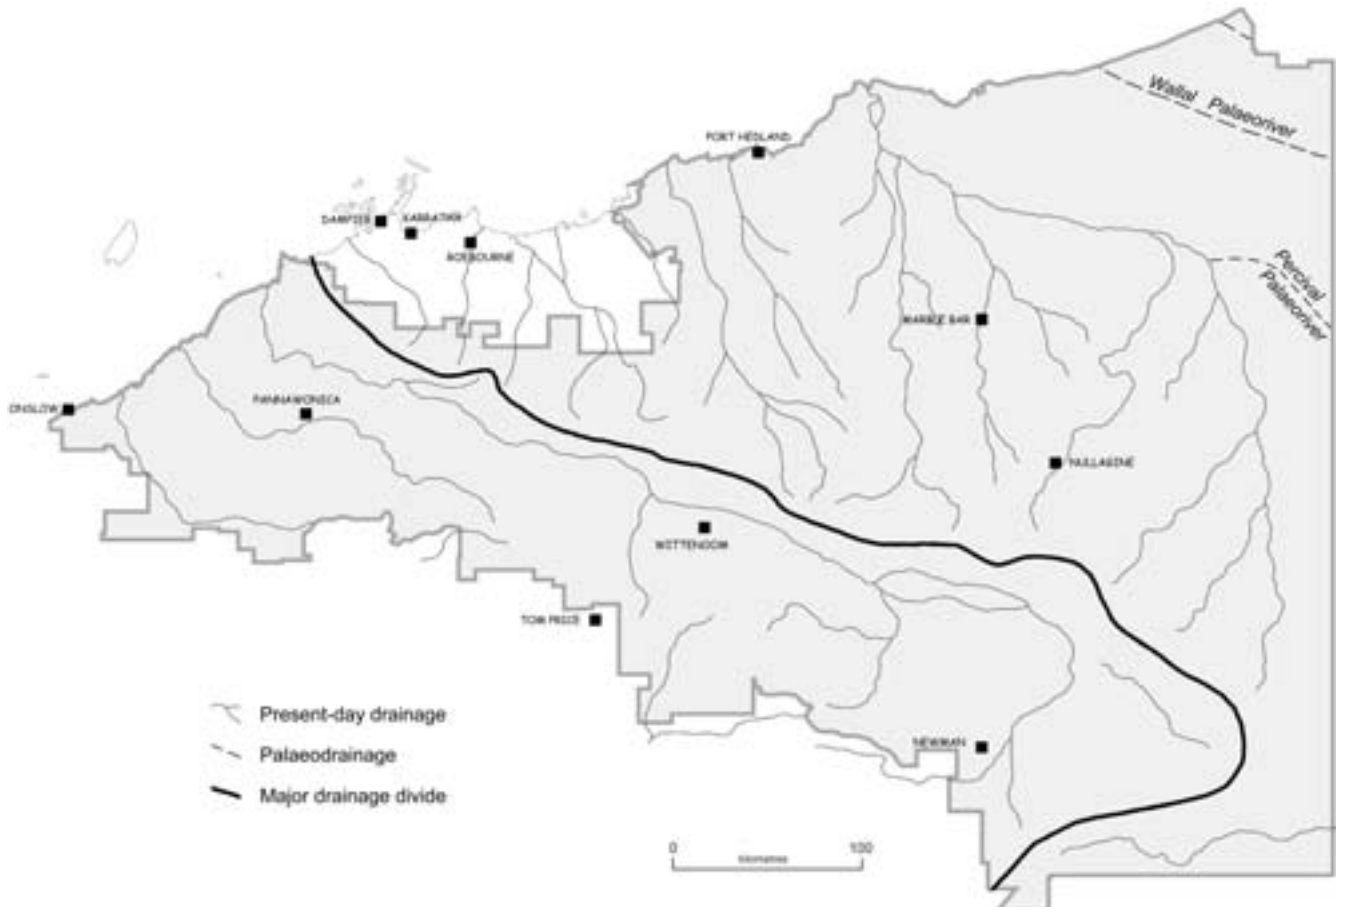 Wallal Palaeoriver
PORT HEDLAND
DAMPIER
KARRATHA
ROEBOURNE
Percival
Palaeoriver
MARBLE BAR
ONSLOW
PANNAWONICA
NULLAGINE
WITTENOOM
TOM PRICE
Present-day drainage
NEWMAN
Palaeodrainage
Major drainage divide
0 100
kilometres